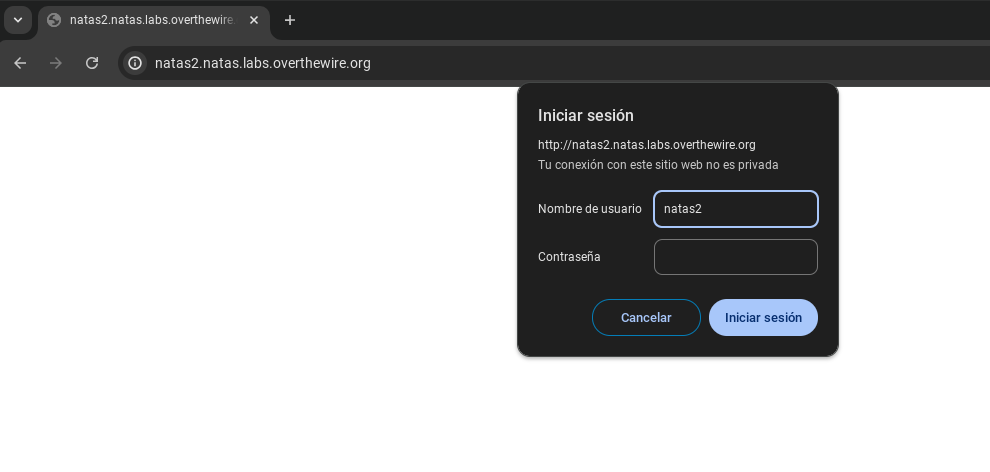 natas2.natas.labs.overthewire.
natas2.natas.labs.overthewire.org
Iniciar sesión
http://natas2.natas.labs.overthewire.org
Tu conexión con este sitio web no es privada
Nombre de usuario natas2
Contraseña
Cancelar Iniciar sesión